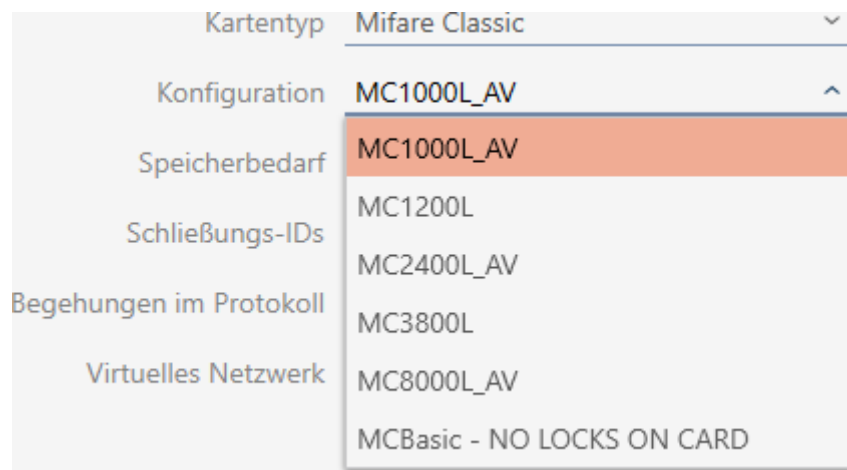 Kartentyp Mifare Classic
Konfiguration MC1000L_AV
Speicherbedarf MC1000L_AV
MC1200L
Schließungs-IDs
MC2400L_AV
Begehungen im Protokoll
MC3800L
Virtuelles Netzwerk MC8000L_AV
MCBasic - NO LOCKS ON CARD